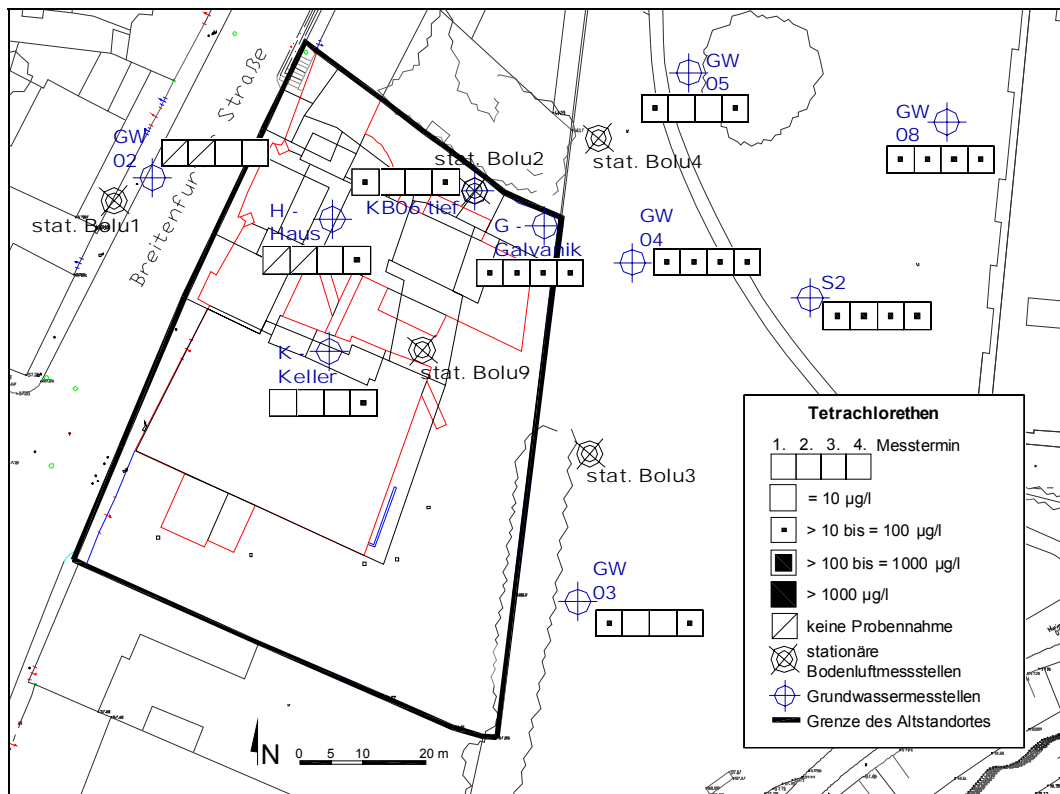 GW
05
GW
08
GW
02
Breitenfur r Straße
stat. Bolu2
stat. Bolu4
stat. Bolu1
KB06/tief
H -
Haus
G -
Galvanik
GW
04
S2
K -
Keller
stat. Bolu9
stat. Bolu3
GW
03
Tetrachlorethen
1. 2. 3. 4. Messtermin
= 10 µg/l
> 10 bis = 100 µg/l
> 100 bis = 1000 µg/l
> 1000 µg/l
keine Probennahme
stationäre
Bodenluftmessstellen
Grundwassermesstellen
Grenze des Altstandortes
N 0 5 10 20 m